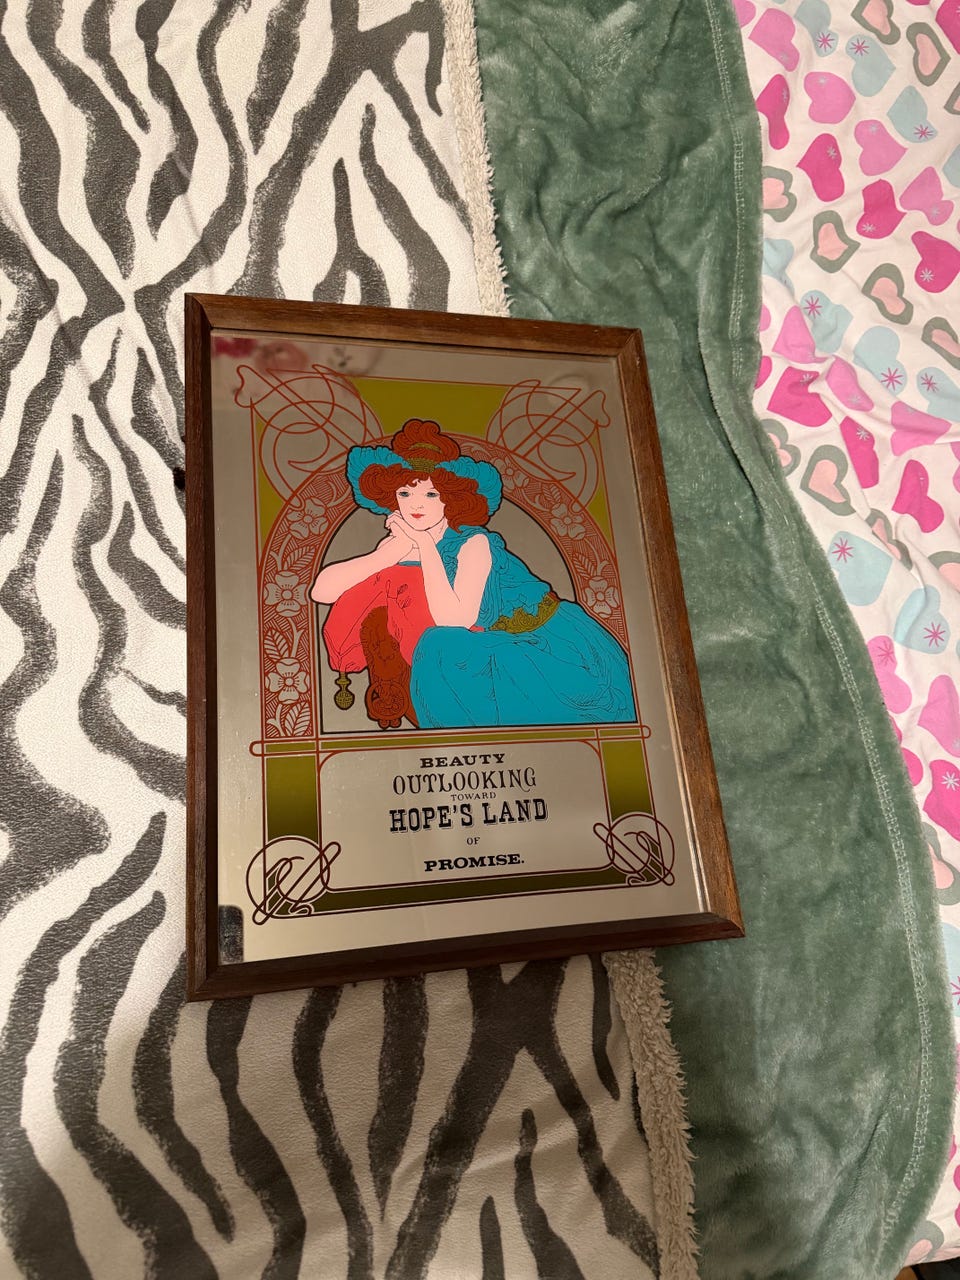 BEAUTY
OUTLOOKING
TOWARD
HOPE'S LAND
OF
PROMISE.